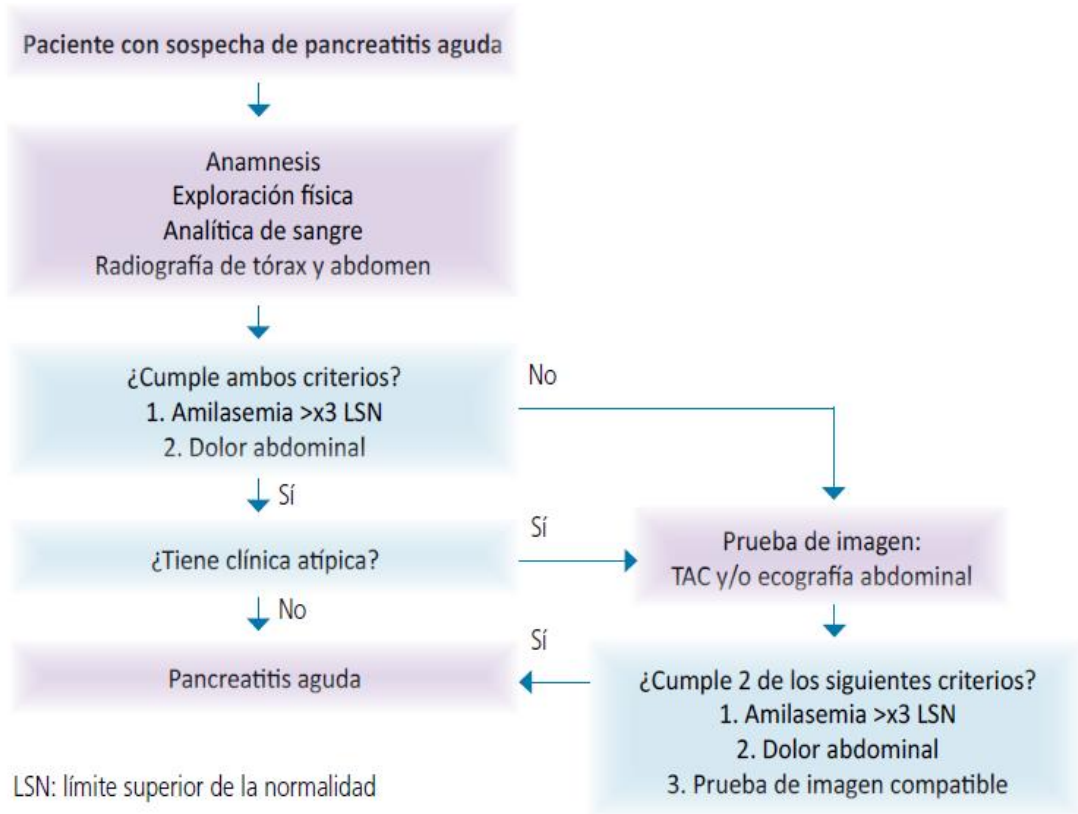 Paciente con sospecha de pancreatitis aguda
Anamnesis
Exploración física
Analítica de sangre
Radiografía de tórax y abdomen
¿Cumple ambos criterios?
1. Amilasemia >x3 LSN
2. Dolor abdominal
No
Sí
¿Tiene clínica atípica?
Sí
Prueba de imagen:
TAC y/o ecografía abdominal
No
Pancreatitis aguda
Sí
¿Cumple 2 de los siguientes criterios?
1. Amilasemia >x3 LSN
2. Dolor abdominal
3. Prueba de imagen compatible
LSN: límite superior de la normalidad